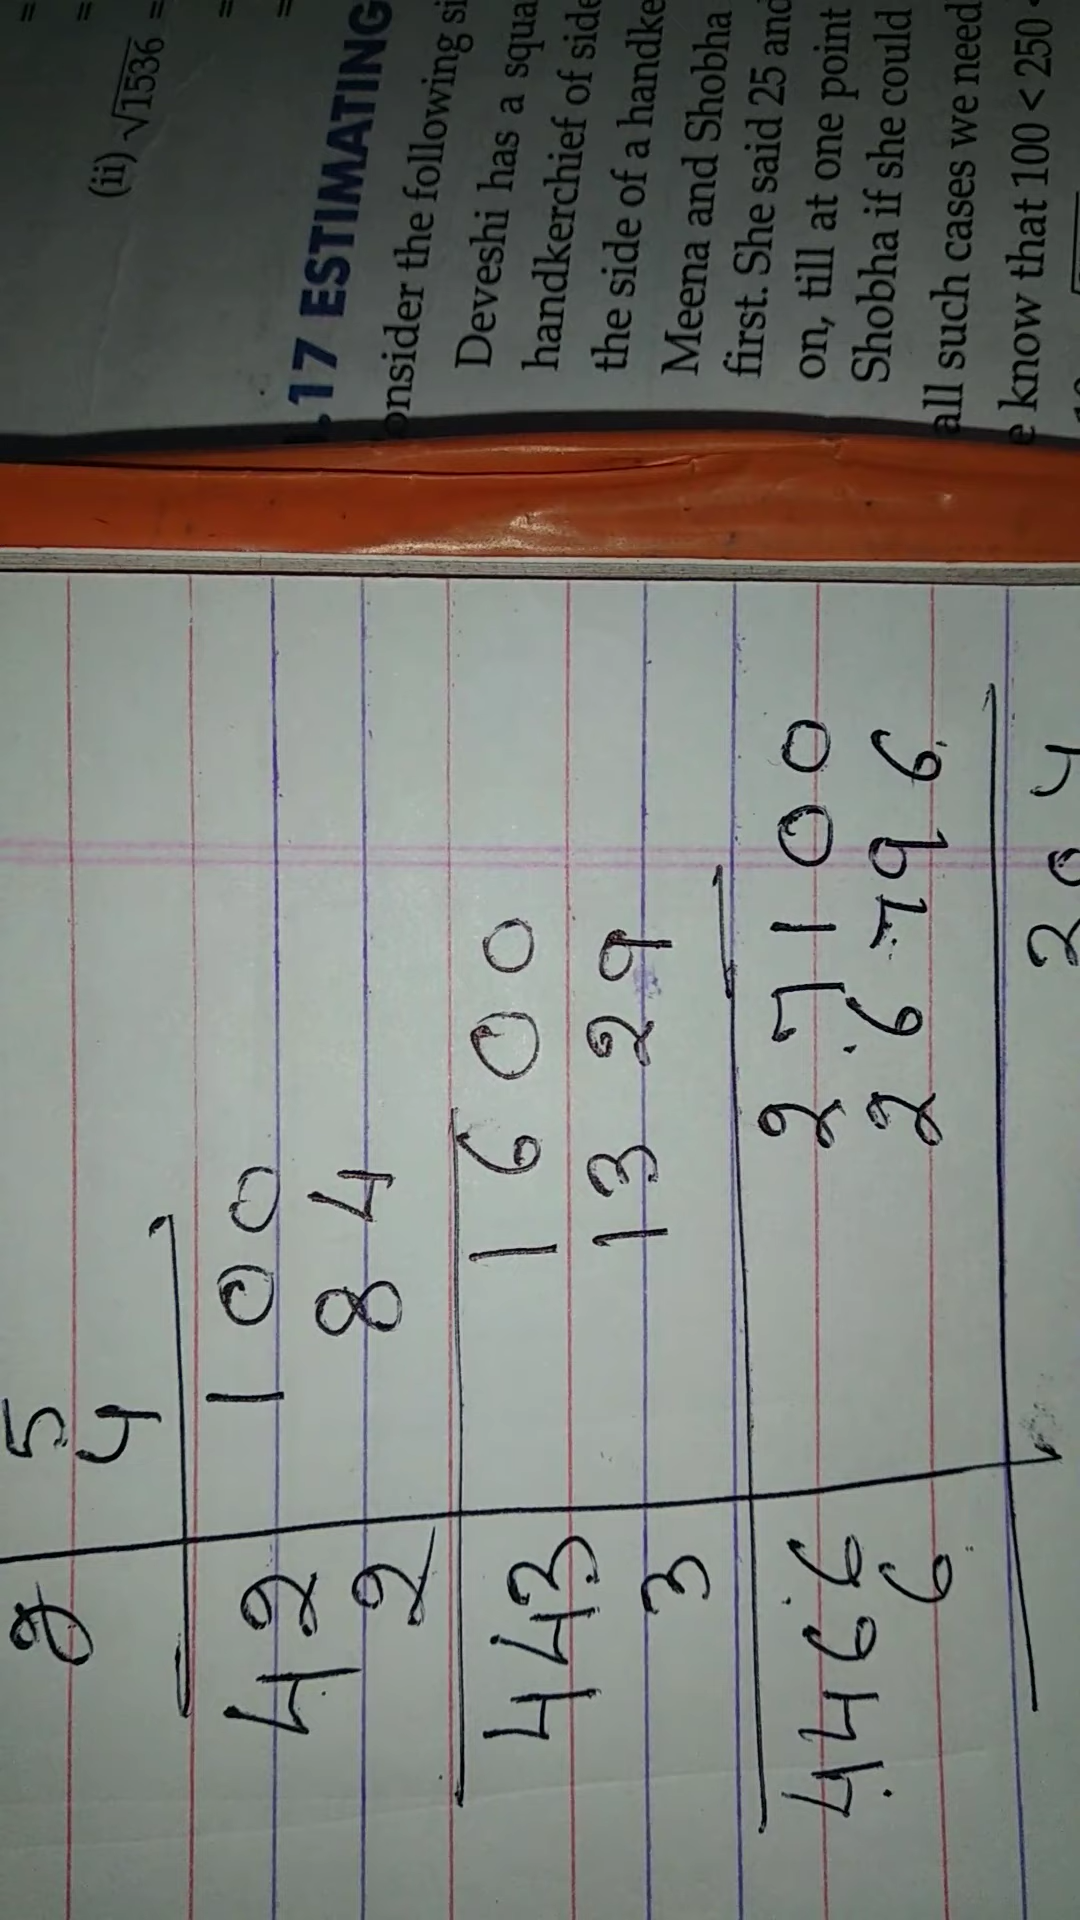 =
=
(ii) √1536 =
=
=
17 ESTIMATING
onsider the following si
Deveshi has a squa
handkerchief of side
the side of a handke
Meena and Shobha
first. She said 25 and
on, till at one point
Shobha if she could
all such cases we need
e know that 100 < 250 <
2 5
4
42 100
2 84
443 1600
3 1329
4466 27100
6 26796
304